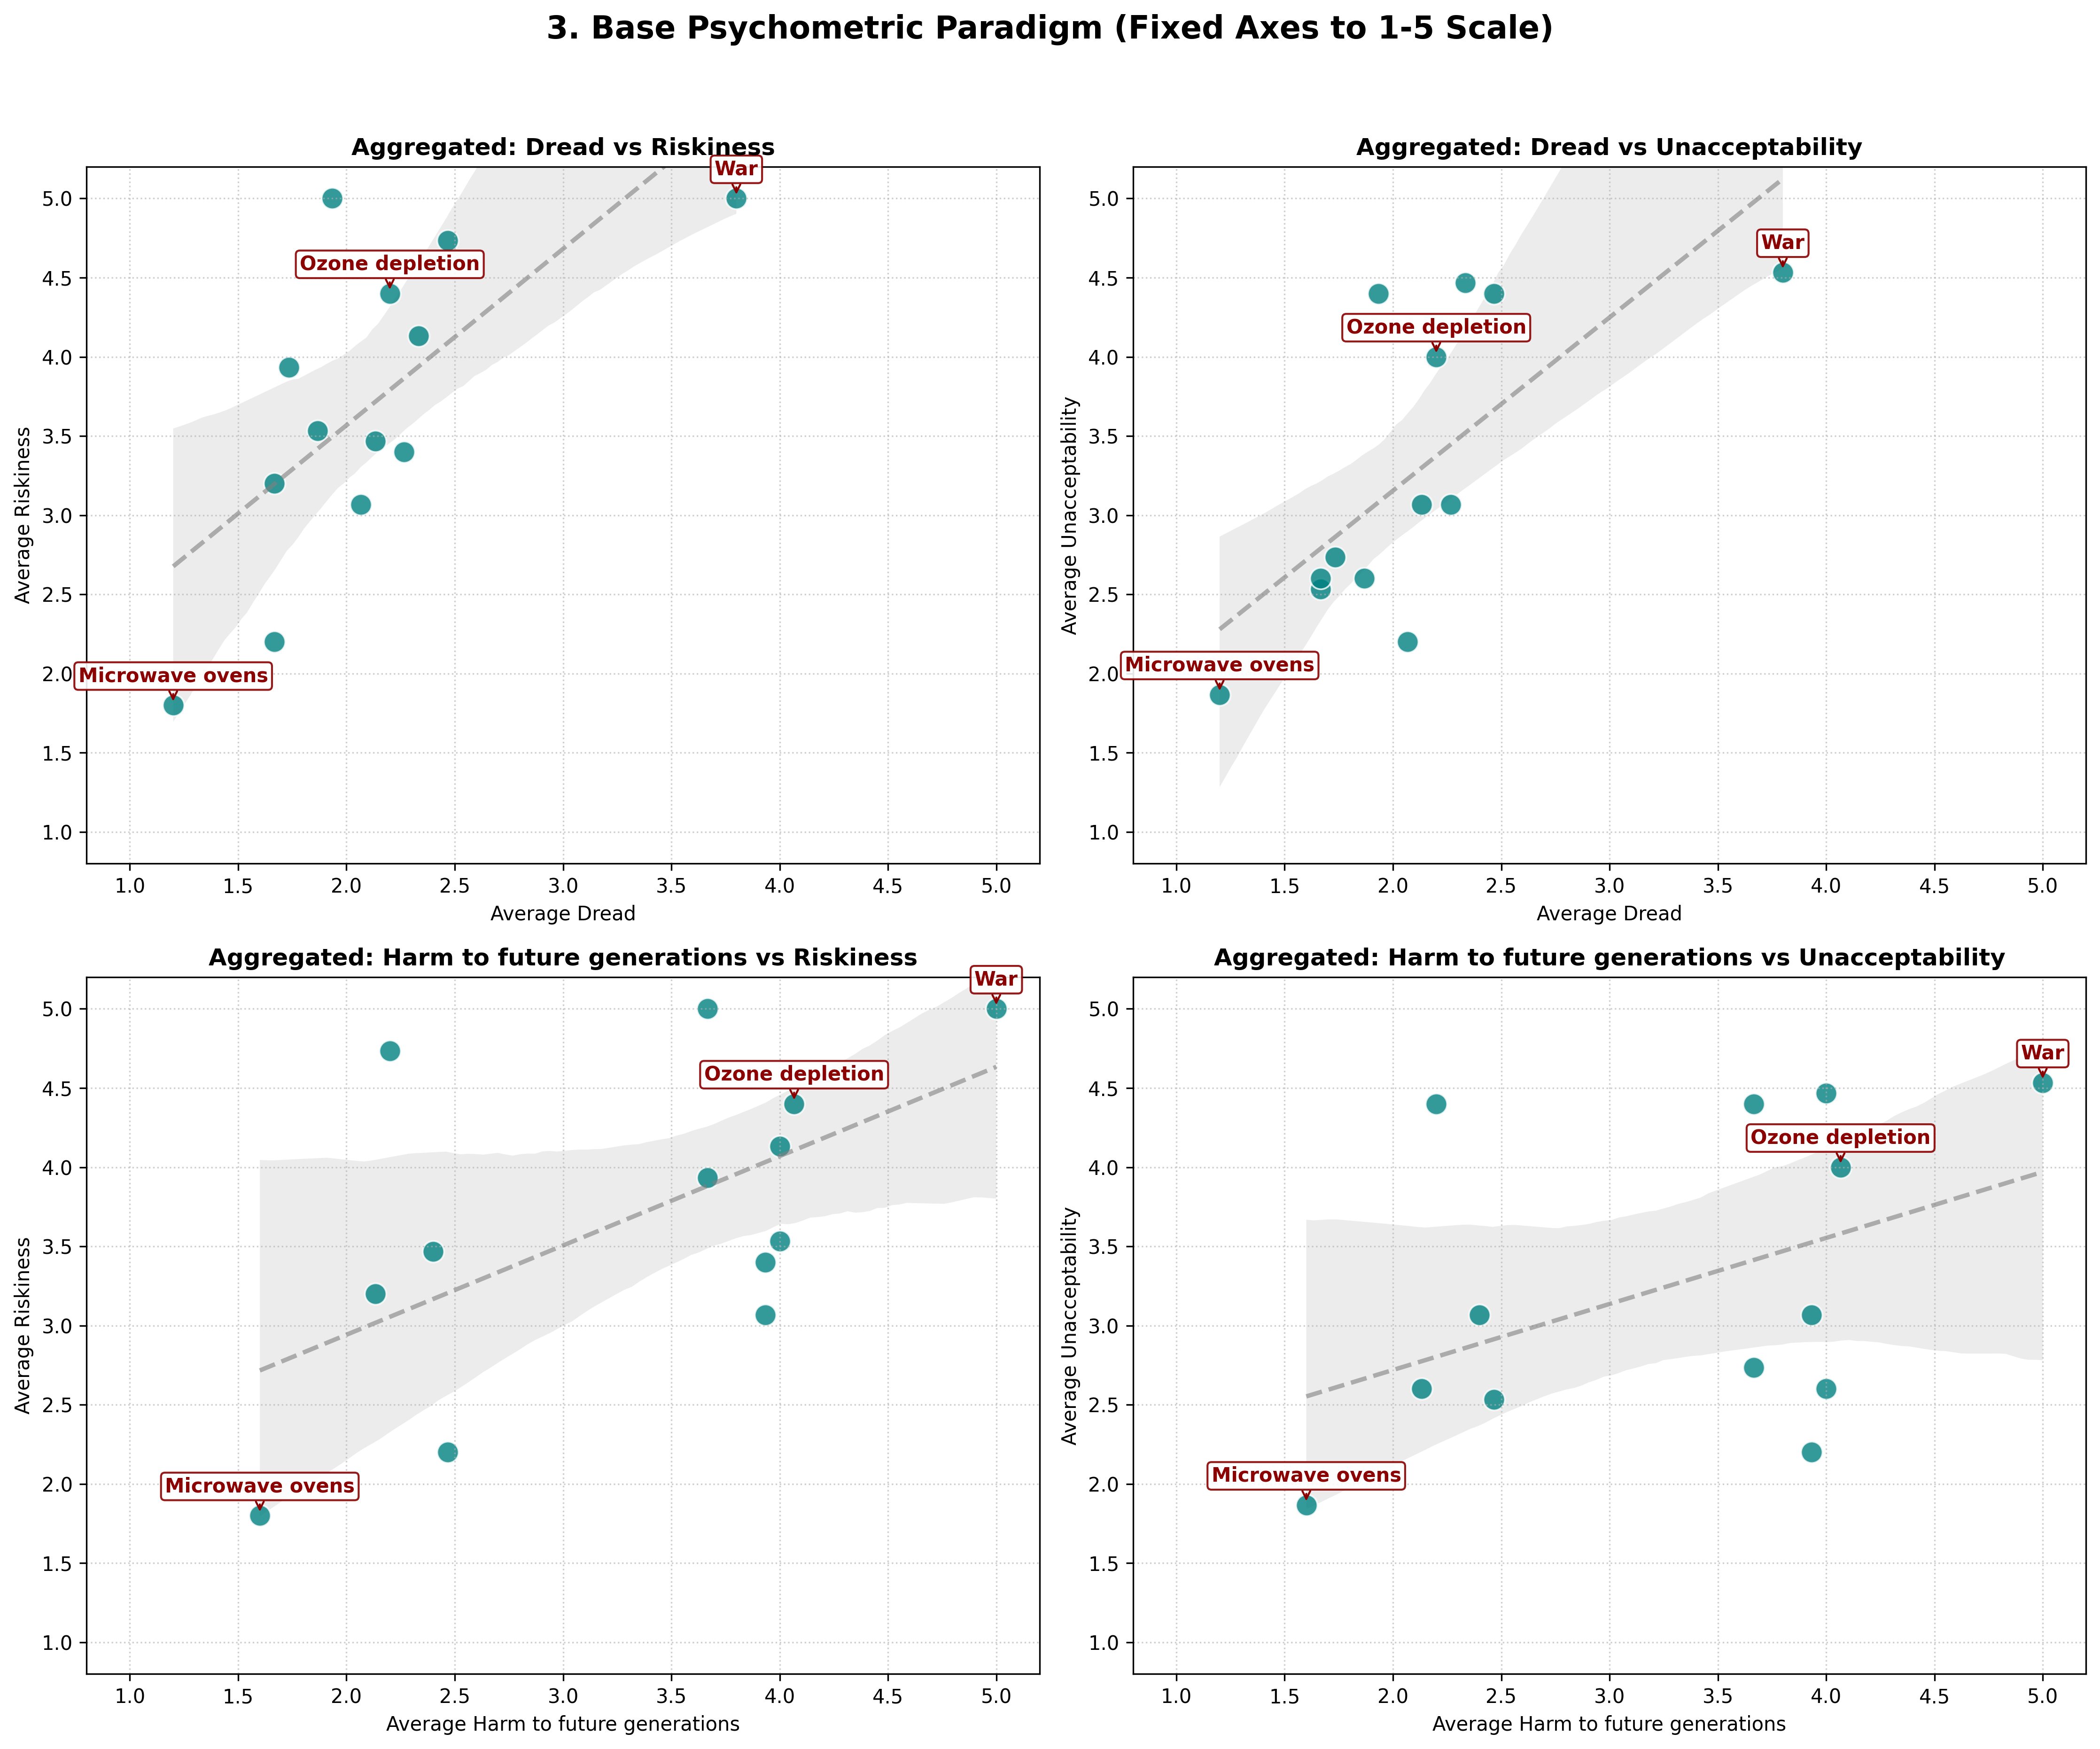 3. Base Psychometric Paradigm (Fixed Axes to 1-5 Scale)
Aggregated: Dread vs Riskiness
War
Ozone depletion
Microwave ovens
5.0
4.5
4.0
3.5
3.0
2.5
2.0
1.5
1.0
Average Riskiness
1.0 1.5 2.0 2.5 3.0 3.5 4.0 4.5 5.0
Average Dread
Aggregated: Dread vs Unacceptability
War
Ozone depletion
Microwave ovens
5.0
4.5
4.0
3.5
3.0
2.5
2.0
1.5
1.0
Average Unacceptability
1.0 1.5 2.0 2.5 3.0 3.5 4.0 4.5 5.0
Average Dread
Aggregated: Harm to future generations vs Riskiness
War
Ozone depletion
Microwave ovens
5.0
4.5
4.0
3.5
3.0
2.5
2.0
1.5
1.0
Average Riskiness
1.0 1.5 2.0 2.5 3.0 3.5 4.0 4.5 5.0
Average Harm to future generations
Aggregated: Harm to future generations vs Unacceptability
War
Ozone depletion
Microwave ovens
5.0
4.5
4.0
3.5
3.0
2.5
2.0
1.5
1.0
Average Unacceptability
1.0 1.5 2.0 2.5 3.0 3.5 4.0 4.5 5.0
Average Harm to future generations